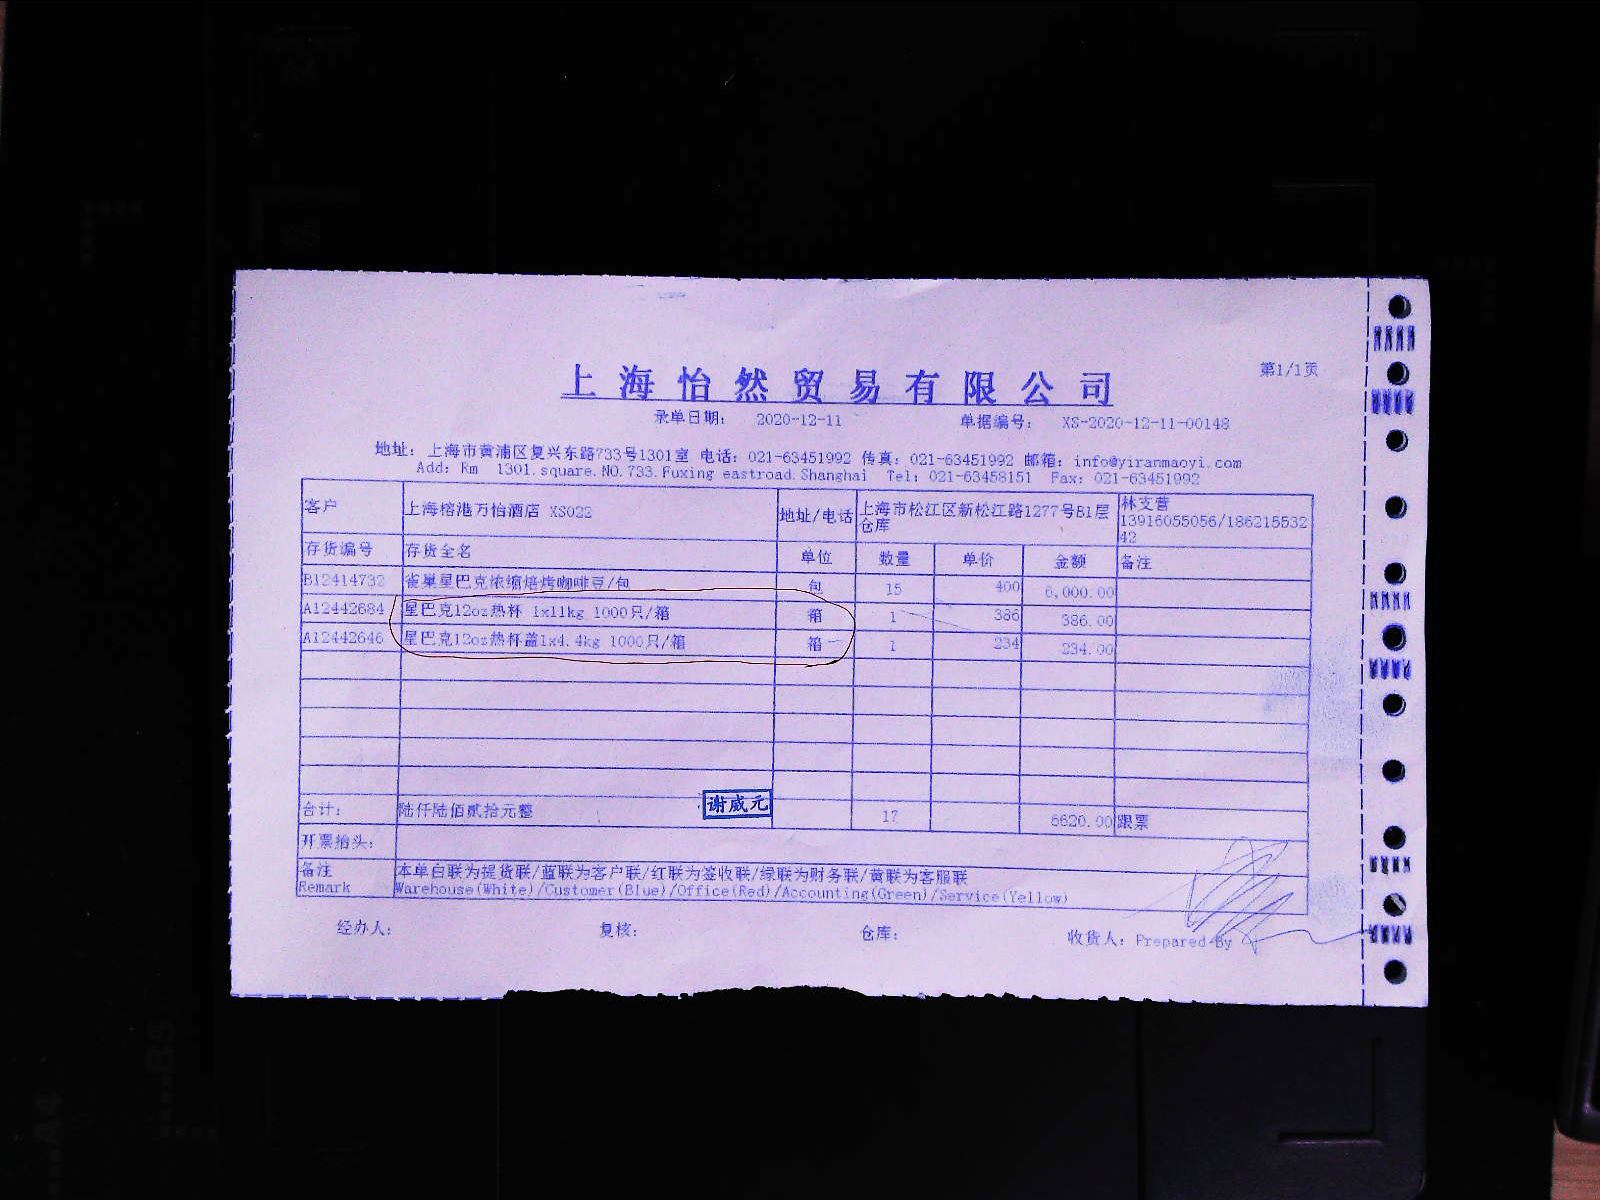 上海怡然贸易有限公司
第1/1页
录单日期： 2020-12-11 单据编号： XS-2020-12-11-00148
地址：上海市黄浦区复兴东路733号1301室 电话：021-63451992 传真：021-63451992 邮箱：info@yiranmaoyi.com
Add: Rm 1301.square.NO.733.Fuxing eastroad.Shanghai Tel: 021-63458151 Fax: 021-63451992
客户 上海榕港万怡酒店 XS022 地址/电话 上海市松江区新松江路1277号B1层仓库 林支营 13916055056/18621553242
存货编号 存货全名 单位 数量 单价 金额 备注
B12414732 雀巢星巴克浓缩焙烤咖啡豆/包 包 15 400 6,000.00
A12442684 星巴克12oz热杯 1x11kg 1000只/箱 箱 1 386 386.00
A12442646 星巴克12oz热杯盖1x4.4kg 1000只/箱 箱 1 234 234.00
合计： 陆仟陆佰贰拾元整 谢威元 17 6620.00 跟票
开票抬头：
备注 本单白联为提货联/蓝联为客户联/红联为签收联/绿联为财务联/黄联为客服联
Remark Warehouse(White)/Customer(Blue)/Office(Red)/Accounting(Green)/Service(Yellow)
经办人： 复核： 仓库： 收货人：Prepared By